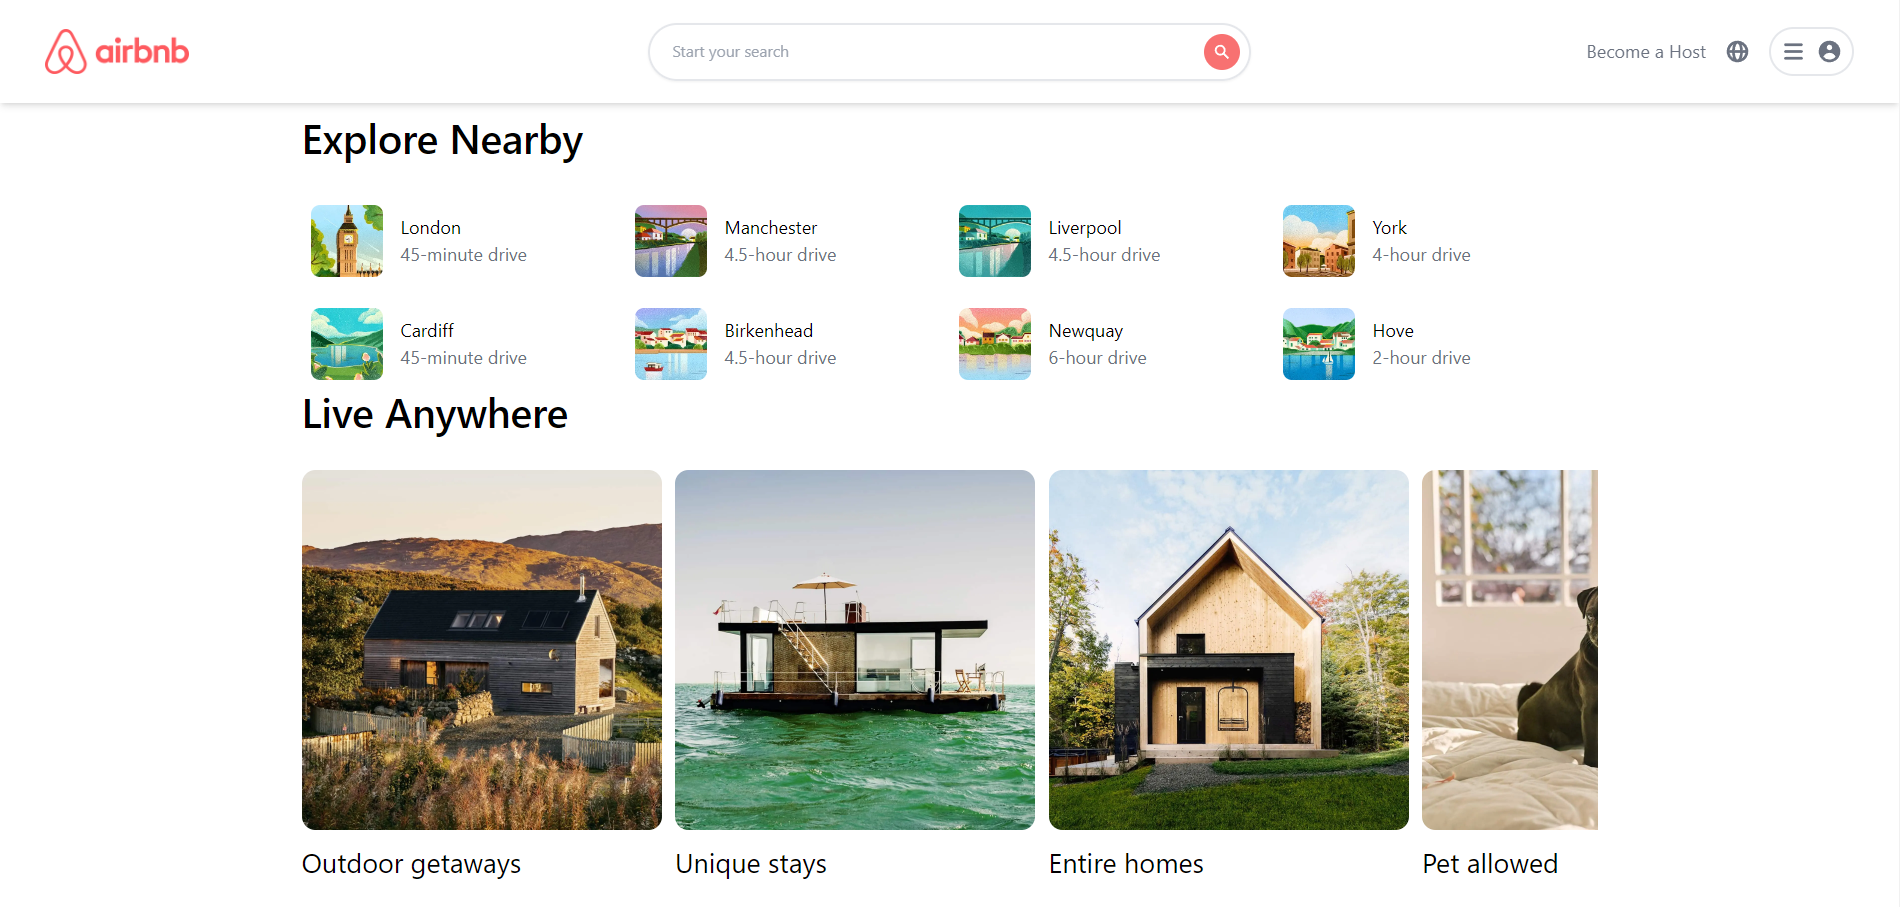 airbnb
Start your search
Become a Host
Explore Nearby
London
45-minute drive
Manchester
4.5-hour drive
Liverpool
4.5-hour drive
York
4-hour drive
Cardiff
45-minute drive
Birkenhead
4.5-hour drive
Newquay
6-hour drive
Hove
2-hour drive
Live Anywhere
Outdoor getaways
Unique stays
Entire homes
Pet allowed